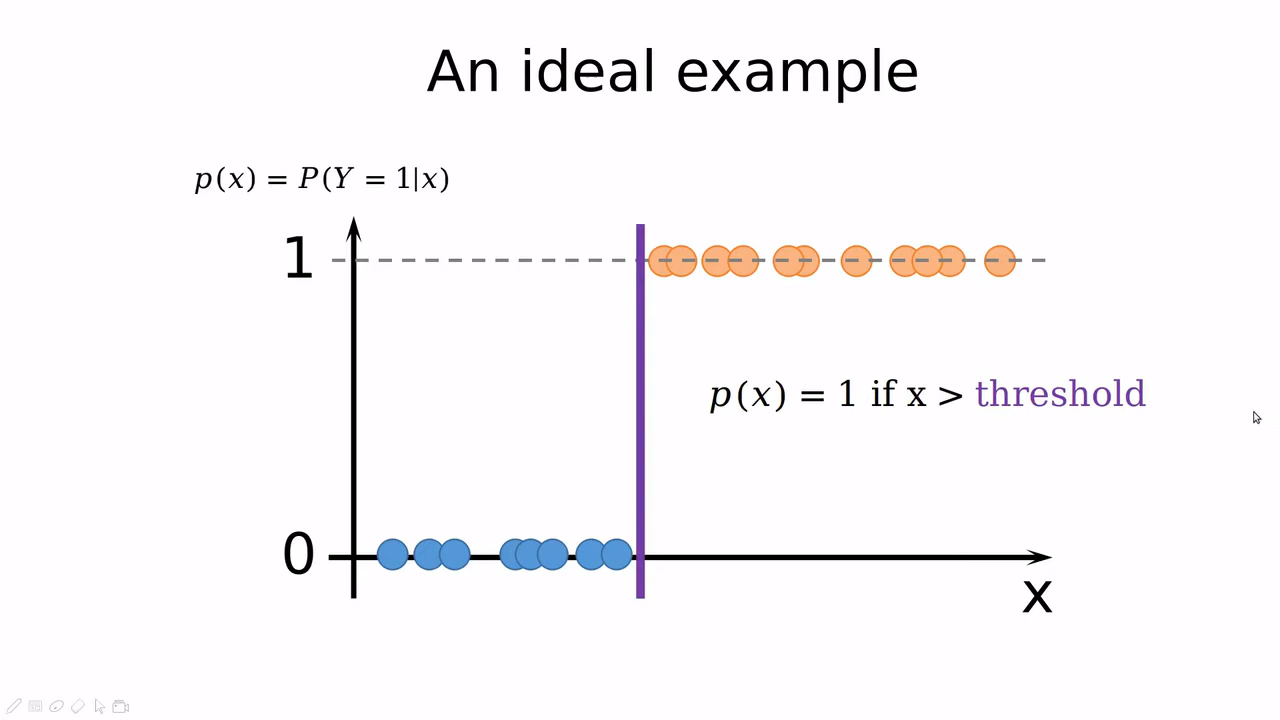 An ideal example
p(x) = P(Y = 1|x)
1
p(x) = 1 if x > threshold
0
x